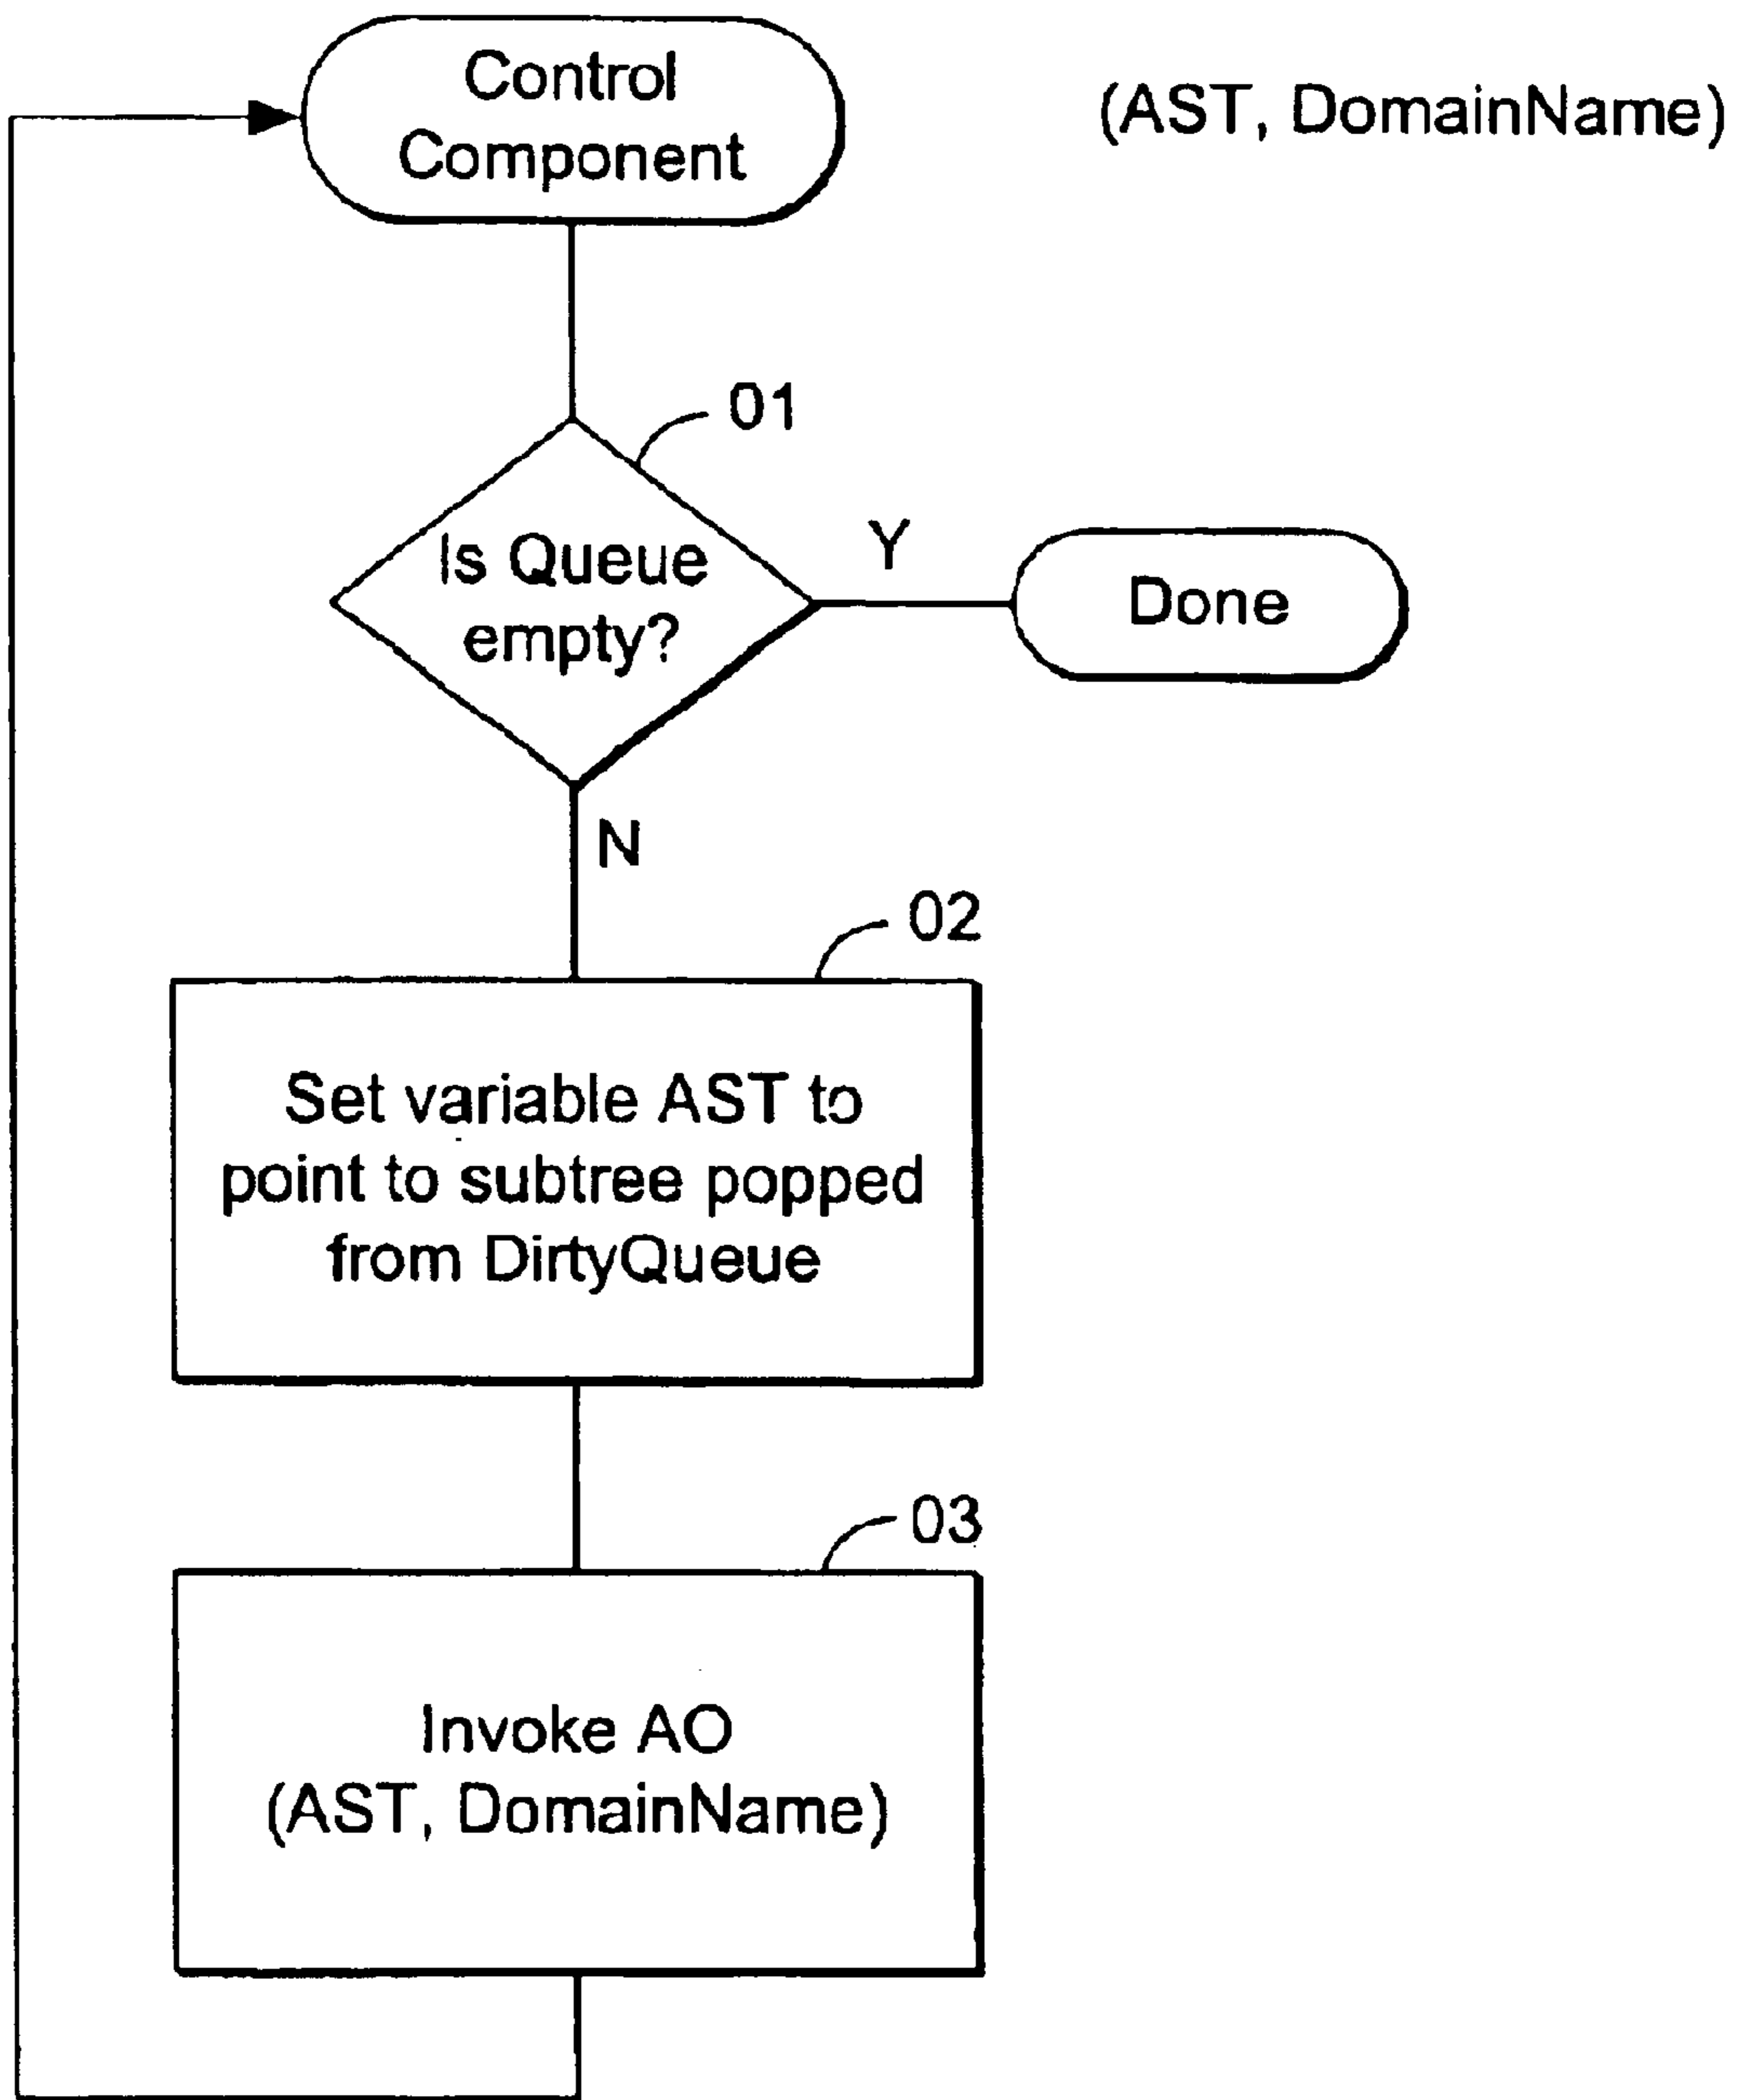 Control
Component
(AST, DomainName)
01
Is Queue
empty?
Y
Done
N
02
Set variable AST to
point to subtree popped
from DirtyQueue
03
Invoke AO
(AST, DomainName)